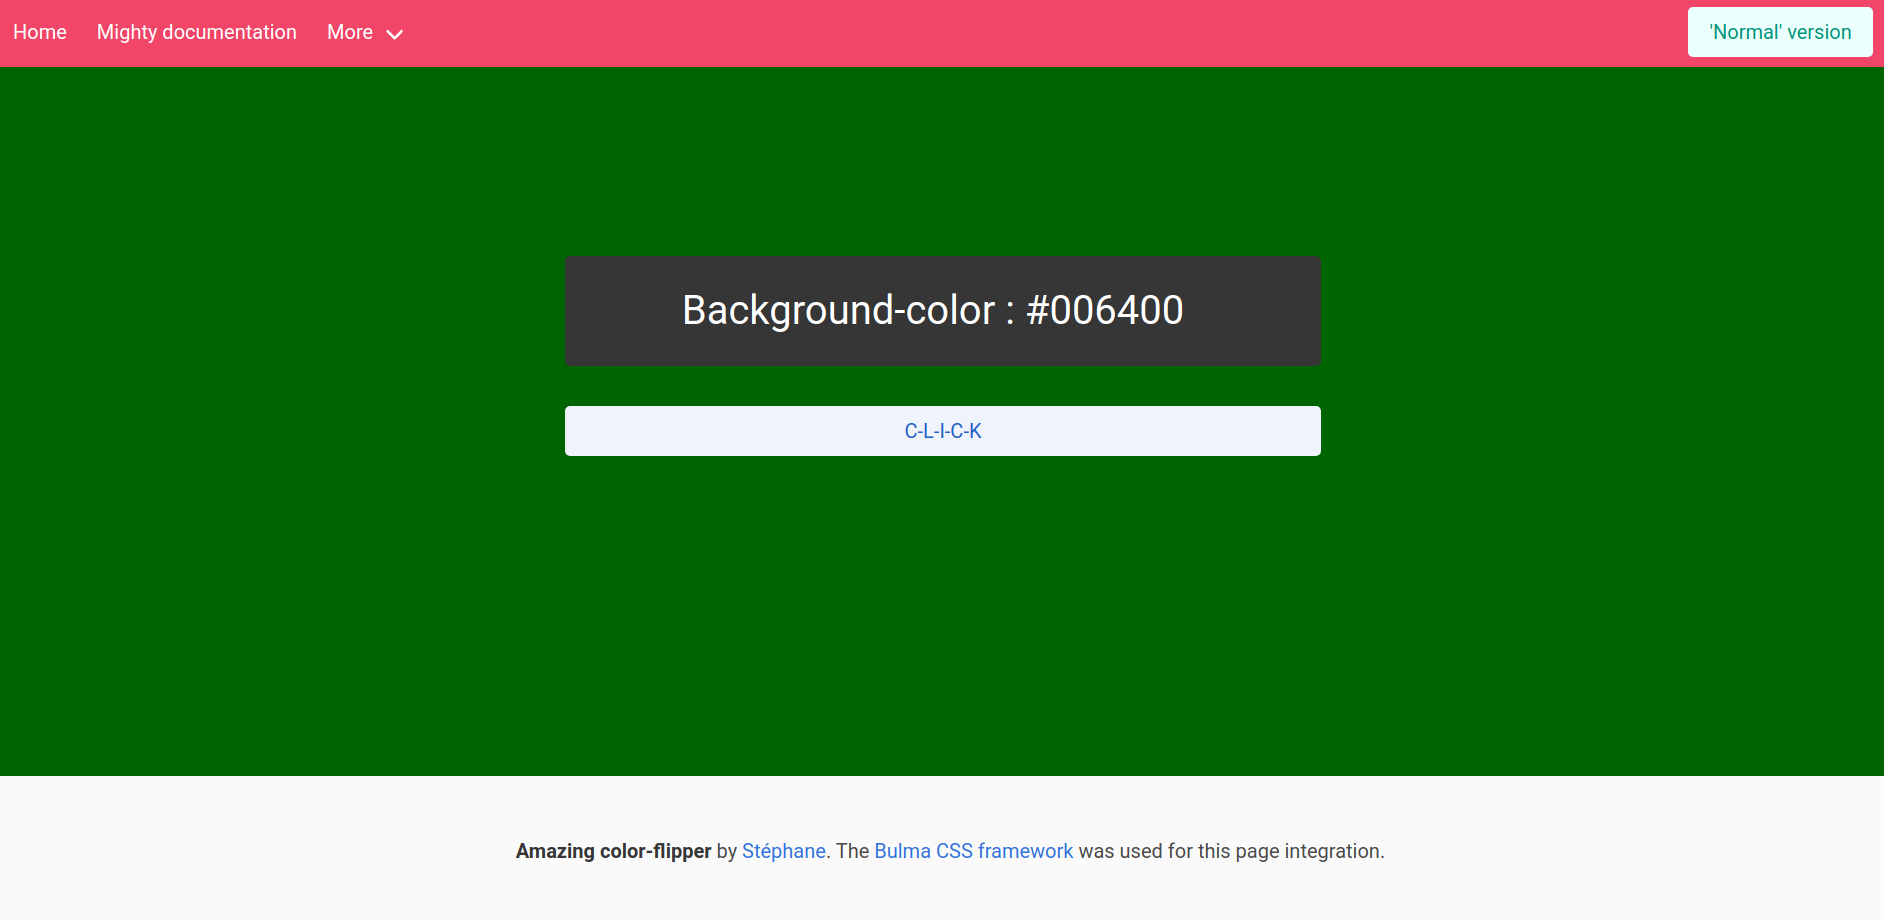 Home Mighty documentation More 'Normal' version
Background-color : #006400
C-L-I-C-K
Amazing color-flipper by Stéphane. The Bulma CSS framework was used for this page integration.